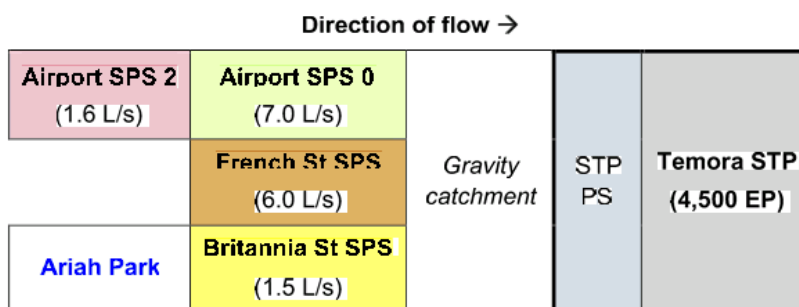 Direction of flow →
Airport SPS 2
(1.6 L/s)
Airport SPS 0
(7.0 L/s)
French St SPS
(6.0 L/s)
Gravity
catchment
STP
PS
Temora STP
(4,500 EP)
Ariah Park
Britannia St SPS
(1.5 L/s)